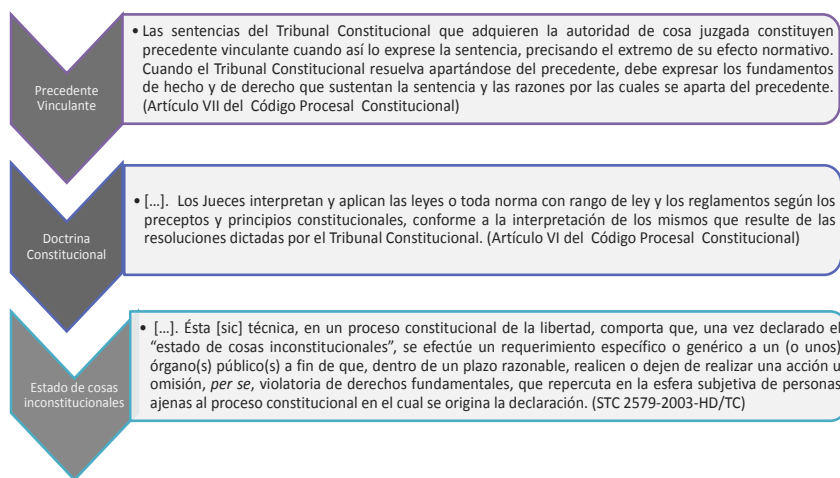 Precedente
Vinculante
• Las sentencias del Tribunal Constitucional que adquieren la autoridad de cosa juzgada constituyen
precedente vinculante cuando así lo exprese la sentencia, precisando el extremo de su efecto normativo.
Cuando el Tribunal Constitucional resuelva apartándose del precedente, debe expresar los fundamentos
de hecho y de derecho que sustentan la sentencia y las razones por las cuales se aparta del precedente.
(Artículo VII del Código Procesal Constitucional)
Doctrina
Constitucional
• [...]. Los Jueces interpretan y aplican las leyes o toda norma con rango de ley y los reglamentos según los
preceptos y principios constitucionales, conforme a la interpretación de los mismos que resulte de las
resoluciones dictadas por el Tribunal Constitucional. (Artículo VI del Código Procesal Constitucional)
Estado de cosas
inconstitucionales
• [...]. Ésta [sic] técnica, en un proceso constitucional de la libertad, comporta que, una vez declarado el
“estado de cosas inconstitucionales”, se efectúe un requerimiento específico o genérico a un (o unos)
órgano(s) público(s) a fin de que, dentro de un plazo razonable, realicen o dejen de realizar una acción u
omisión, per se, violatoria de derechos fundamentales, que repercuta en la esfera subjetiva de personas
ajenas al proceso constitucional en el cual se origina la declaración. (STC 2579-2003-HD/TC)